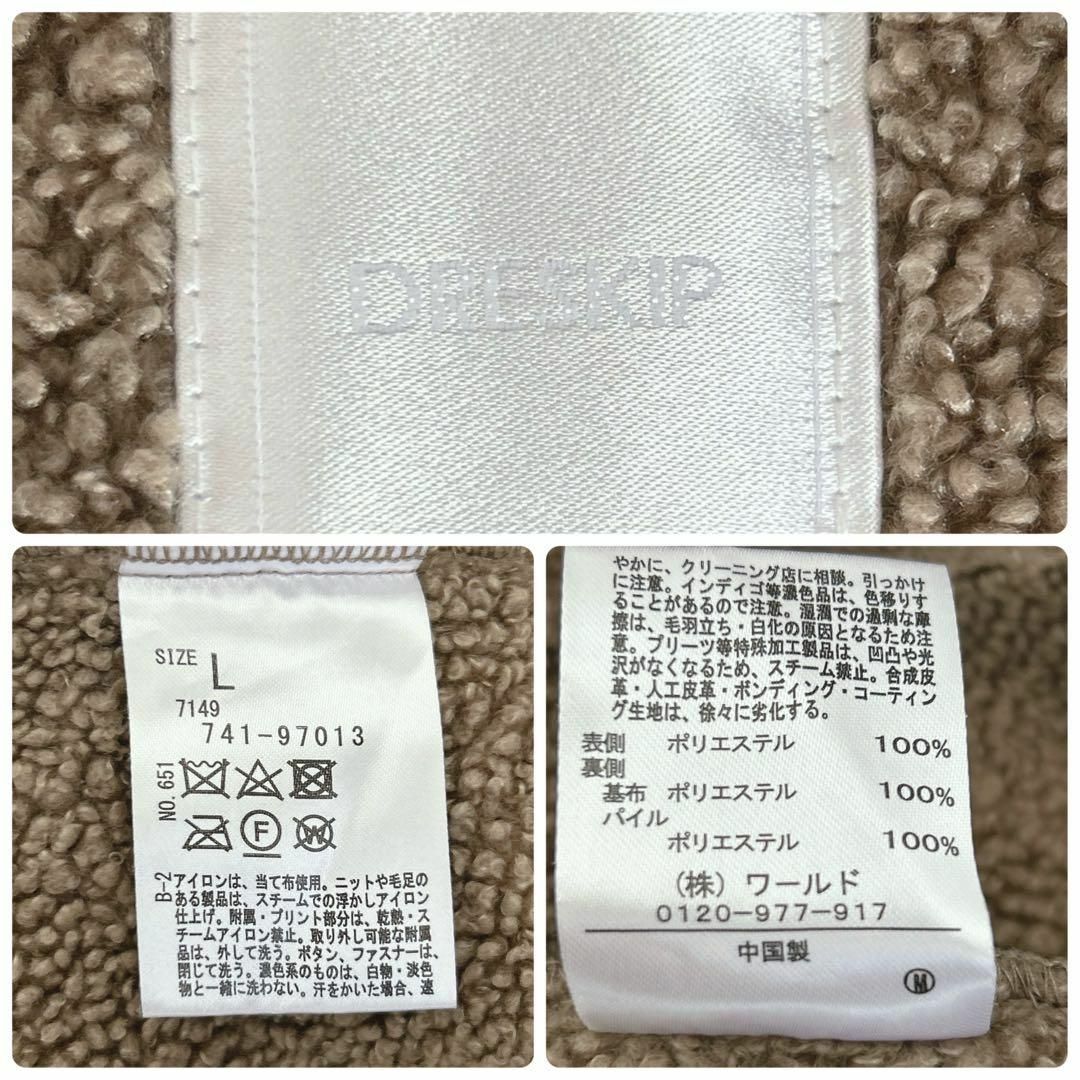 DRESKIP
SIZE L
7149
741-97013
NO.651
F
W
B-2
アイロンは、当て布使用。ニットや毛足の
ある製品は、スチームでの浮かしアイロン
仕上げ。附属・プリント部分は、乾熱・ス
チームアイロン禁止。取り外し可能な附属
品は、外して洗う。ボタン、ファスナーは、
閉じて洗う。濃色系のものは、白物・淡色
物と一緒に洗わない。汗をかいた場合、速
やかに、クリーニング店に相談。引っかけ
に注意。インディゴ等濃色品は、色移りす
ることがあるので注意。湿潤での過剰な摩
擦は、毛羽立ち・白化の原因となるため注
意。プリーツ等特殊加工製品は、凹凸や光
沢がなくなるため、スチーム禁止。合成皮
革・人工皮革・ボンディング・コーティン
グ生地は、徐々に劣化する。
表側 ポリエステル 100%
裏側
基布 ポリエステル 100%
パイル
ポリエステル 100%
(株)ワールド
0120-977-917
中国製
M